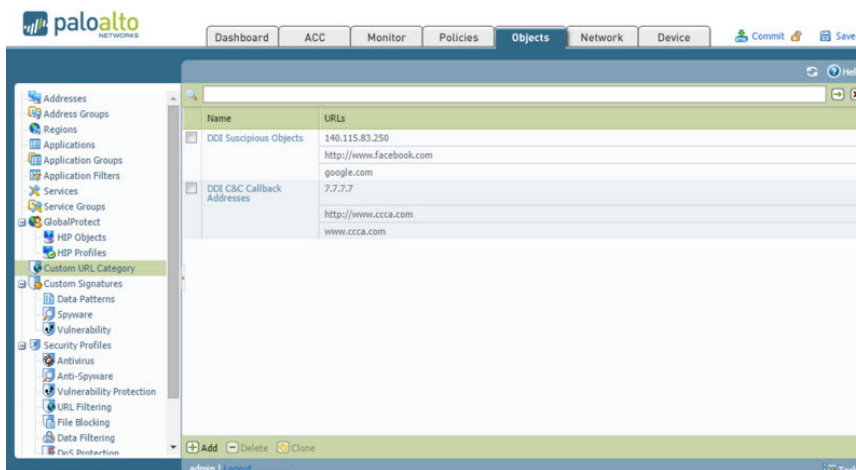 paloalto
NETWORKS
Dashboard ACC Monitor Policies Objects Network Device Commit Save
Hel
Addresses
Address Groups
Regions
Applications
Application Groups
Application Filters
Services
Service Groups
GlobalProtect
HIP Objects
HIP Profiles
Custom URL Category
Custom Signatures
Data Patterns
Spyware
Vulnerability
Security Profiles
Antivirus
Anti-Spyware
Vulnerability Protection
URL Filtering
File Blocking
Data Filtering
DoS Protection
Name URLs
DDI Suscipious Objects 140.115.83.250
http://www.facebook.com
google.com
DDI C&C Callback Addresses 7.7.7.7
http://www.ccca.com
www.ccca.com
Add Delete Clone
admin | Logout